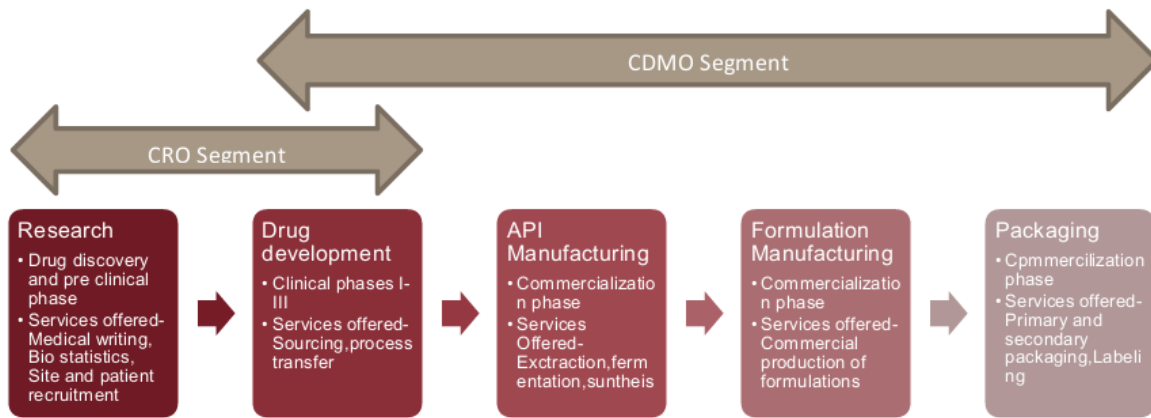 CDMO Segment
CRO Segment
Research
• Drug discovery and pre clinical
phase
• Services offered-
Medical writing,
Bio statistics,
Site and patient
recruitment
Drug
development
• Clinical phases I-
III
• Services offered-
Sourcing,process
transfer
API
Manufacturing
• Commercializatio
n phase
• Services
Offered-
Exctraction,ferm
entation,suntheis
Formulation
Manufacturing
• Commercializatio
n phase
• Services offered-
Commercial
production of
formulations
Packaging
• Cpmmercilization
phase
• Services offered-
Primary and
secondary
packaging,Labeli
ng